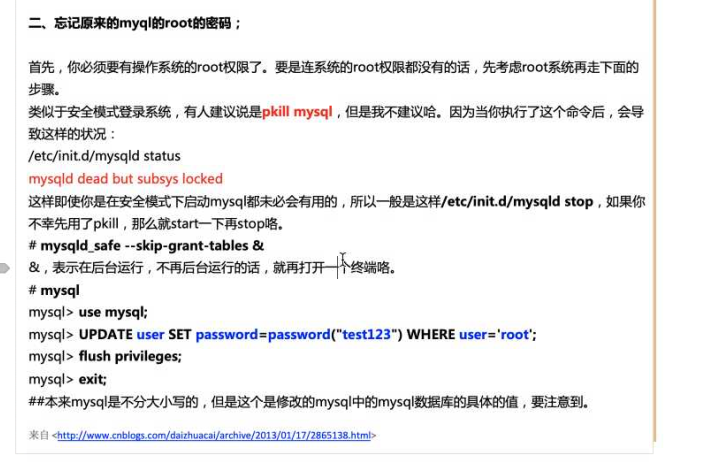 二、忘记原来的myql的root的密码；
首先，你必须要有操作系统的root权限了。要是连系统的root权限都没有的话，先考虑root系统再走下面的
步骤。
类似于安全模式登录系统，有人建议说是pkill mysql，但是我不建议哈。因为当你执行了这个命令后，会导
致这样的状况：
/etc/init.d/mysqld status
mysqld dead but subsys locked
这样即使你是在安全模式下启动mysql都未必会有用的，所以一般是这样/etc/init.d/mysqld stop，如果你
不幸先用了pkill，那么就start一下再stop咯。
# mysqld_safe --skip-grant-tables &
&，表示在后台运行，不再后台运行的话，就再打开一个终端咯。
# mysql
mysql> use mysql;
mysql> UPDATE user SET password=password("test123") WHERE user='root';
mysql> flush privileges;
mysql> exit;
##本来mysql是不分大小写的，但是这个是修改的mysql中的mysql数据库的具体的值，要注意到。
来自 <http://www.cnblogs.com/daizhuacai/archive/2013/01/17/2865138.html>